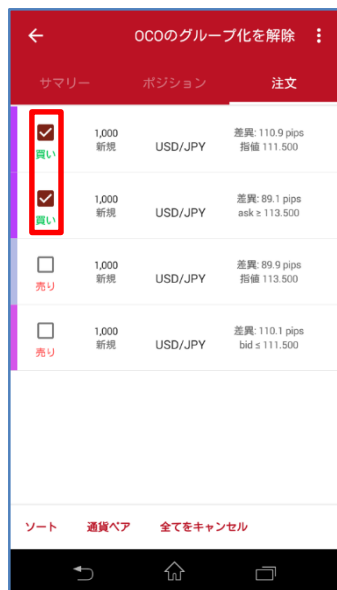 OCOのグループ化を解除
サマリー ポジション 注文
1,000 差異: 110.9 pips
買い 新規 USD/JPY 指値 111.500
1,000 差異: 89.1 pips
買い 新規 USD/JPY ask ≥ 113.500
1,000 差異: 89.9 pips
売り 新規 USD/JPY 指値 113.500
1,000 差異: 110.1 pips
売り 新規 USD/JPY bid ≤ 111.500
ソート 通貨ペア 全てをキャンセル